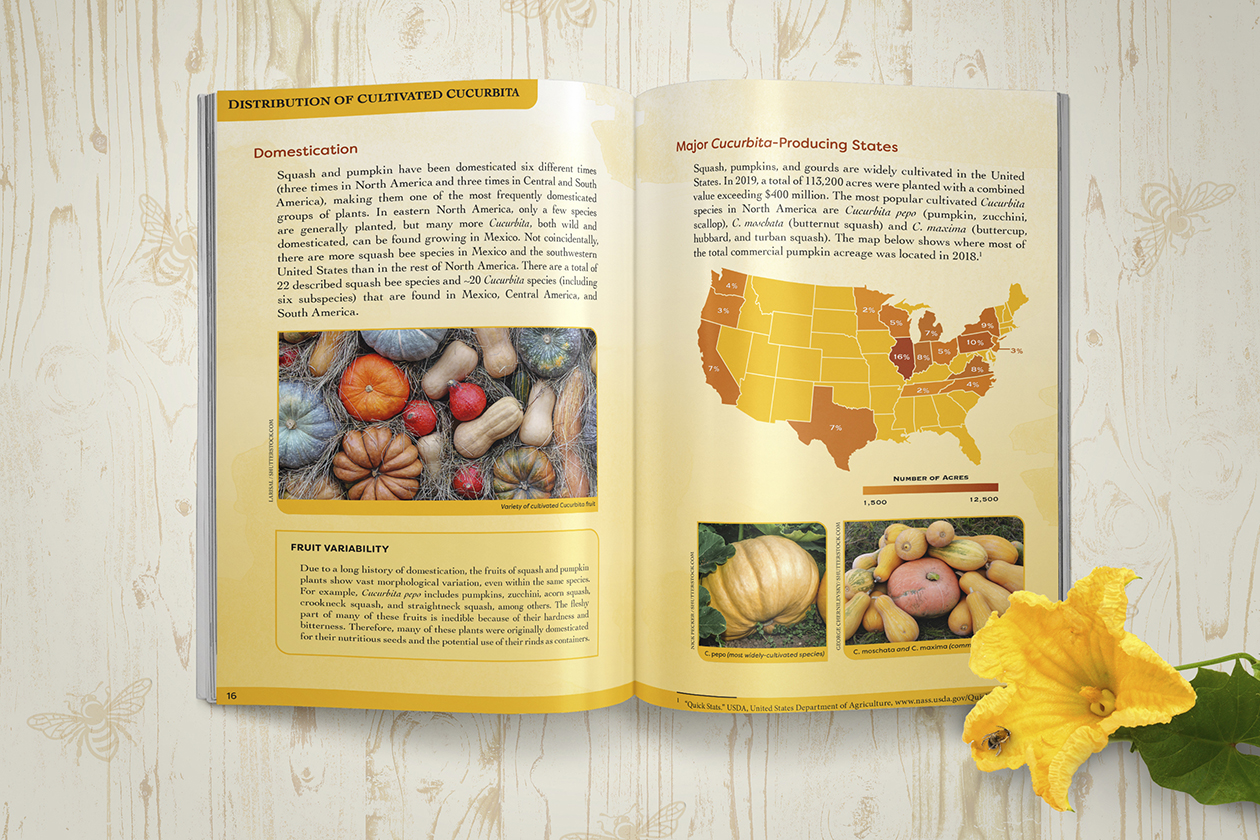 DISTRIBUTION OF CULTIVATED CUCURBITA
Domestication
Squash and pumpkin have been domesticated six different times
(three times in North America and three times in Central and South
America), making them one of the most frequently domesticated
groups of plants. In eastern North America, only a few species
are generally planted, but many more Cucurbita, both wild and
domesticated, can be found growing in Mexico. Not coincidentally,
there are more squash bee species in Mexico and the southwestern
United States than in the rest of North America. There are a total of
22 described squash bee species and ~20 Cucurbita species (including
six subspecies) that are found in Mexico, Central America, and
South America.
LARISAL/SHUTTERSTOCK.COM
Variety of cultivated Cucurbita fruit
FRUIT VARIABILITY
Due to a long history of domestication, the fruits of squash and pumpkin
plants show vast morphological variation, even within the same species.
For example, Cucurbita pepo includes pumpkins, zucchini, acorn squash,
crookneck squash, and straightneck squash, among others. The fleshy
part of many of these fruits is inedible because of their hardness and
bitterness. Therefore, many of these plants were originally domesticated
for their nutritious seeds and the potential use of their rinds as containers.
16
Major Cucurbita-Producing States
Squash, pumpkins, and gourds are widely cultivated in the United
States. In 2019, a total of 113,200 acres were planted with a combined
value exceeding $400 million. The most popular cultivated Cucurbita
species in North America are Cucurbita pepo (pumpkin, zucchini,
scallop), C. moschata (butternut squash) and C. maxima (buttercup,
hubbard, and turban squash). The map below shows where most of
the total commercial pumpkin acreage was located in 2018.¹
4%
3%
7%
7%
2%
5%
7%
16%
8%
5%
10%
9%
3%
8%
4%
2%
NUMBER OF ACRES
1,500
12,500
NICK PECKER/SHUTTERSTOCK.COM
C. pepo (most widely-cultivated species)
GEORGE CHERNILEVSKY/SHUTTERSTOCK.COM
C. moschata and C. maxima
¹ "Quick Stats." USDA, United States Department of Agriculture, www.nass.usda.gov/